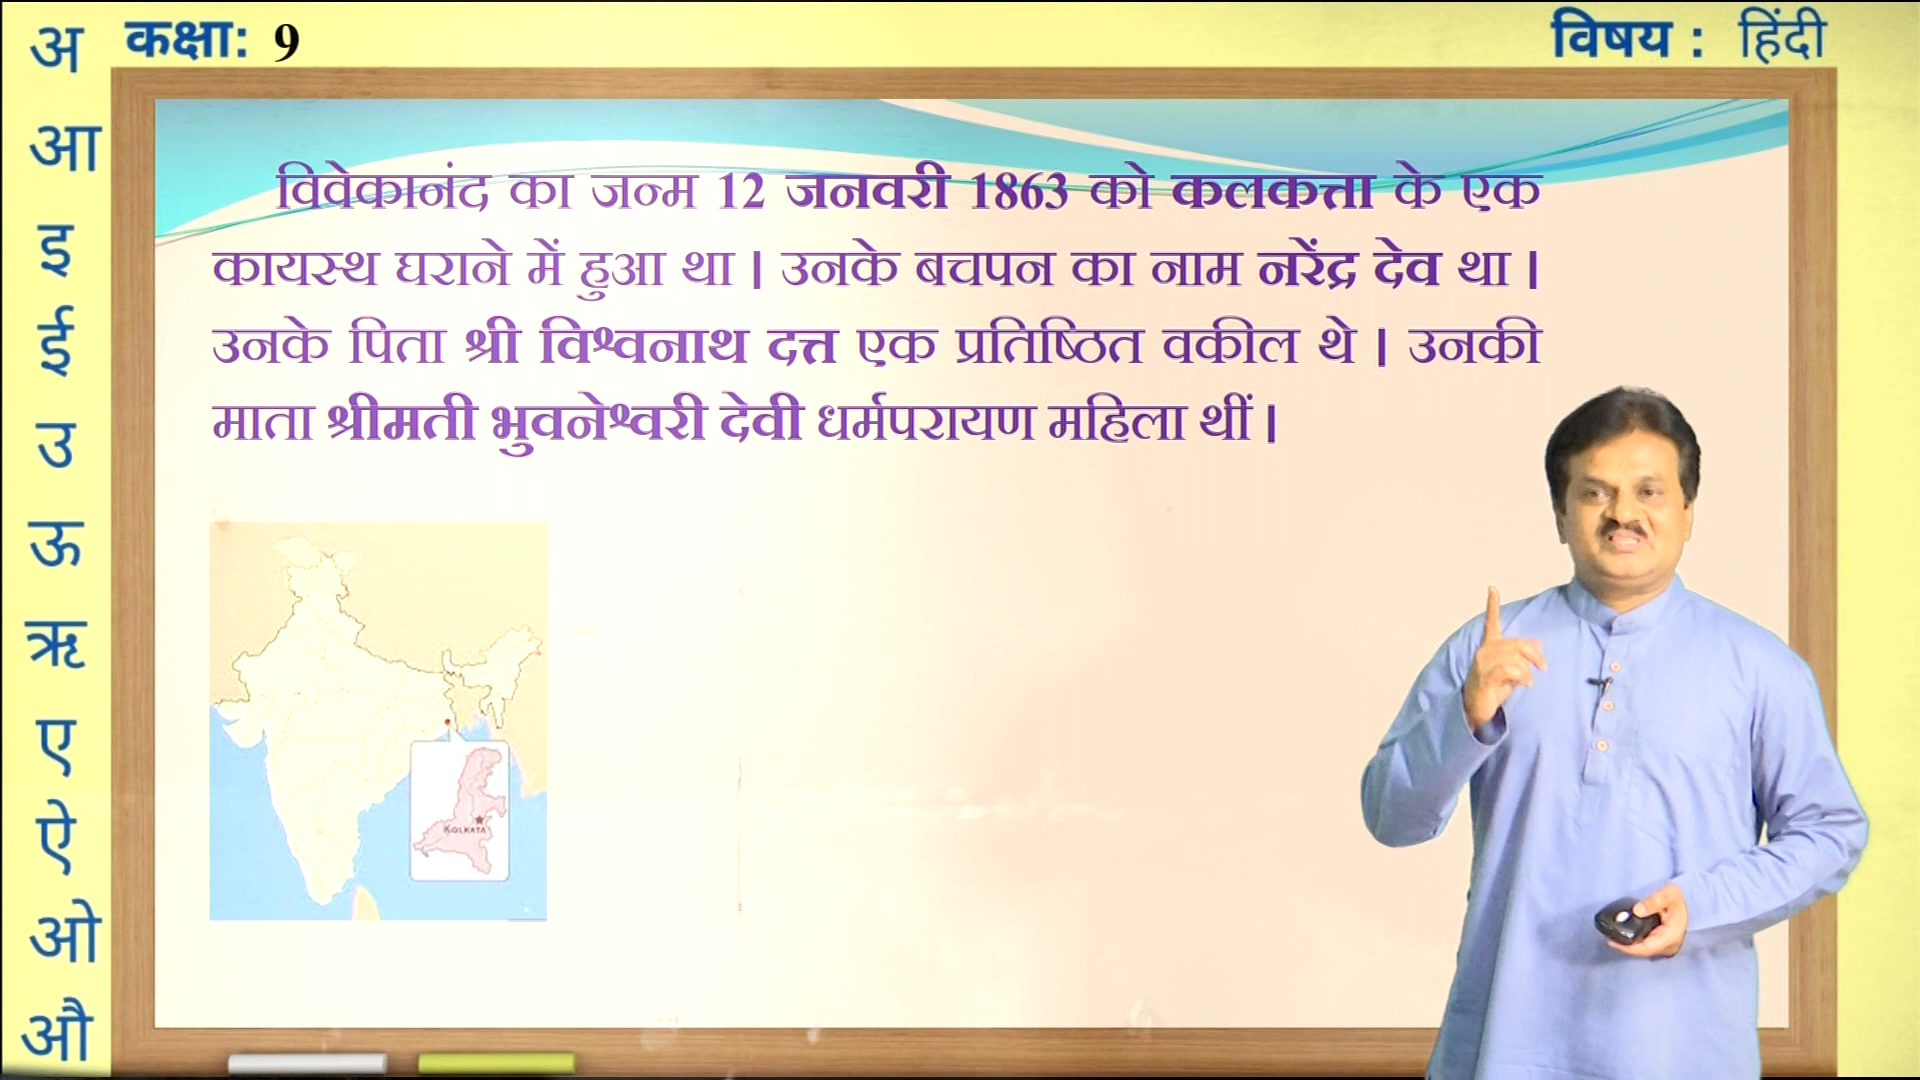 कक्षा: 9
विषय : हिंदी
अ
आ
इ
ई
उ
ऊ
ऋ
ए
ऐ
ओ
औ
विवेकानंद का जन्म 12 जनवरी 1863 को कलकत्ता के एक
कायस्थ घराने में हुआ था | उनके बचपन का नाम नरेंद्र देव था |
उनके पिता श्री विश्वनाथ दत्त एक प्रतिष्ठित वकील थे | उनकी
माता श्रीमती भुवनेश्वरी देवी धर्मपरायण महिला थीं |
KOLKATA